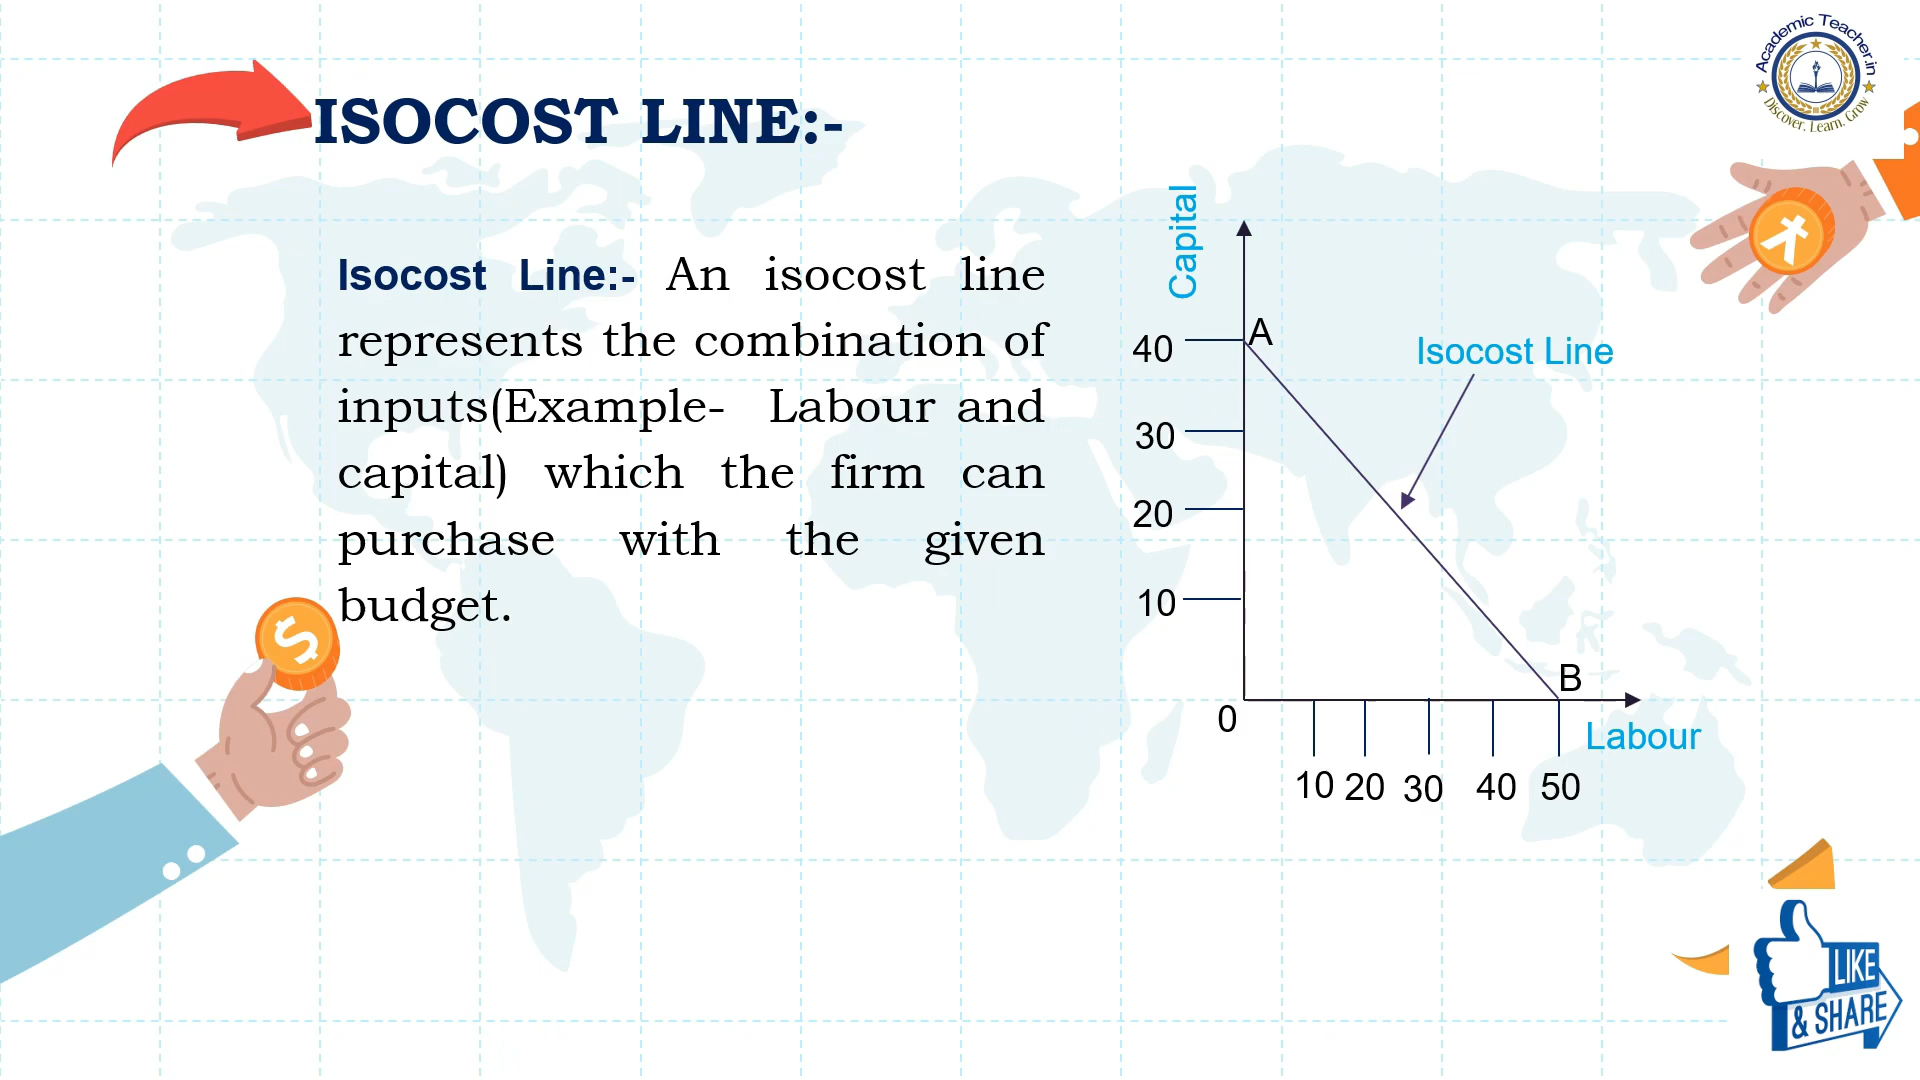 Academic Teacher.in
Discover. Learn. Grow
ISOCOST LINE:-
Isocost Line:- An isocost line
represents the combination of
inputs(Example- Labour and
capital) which the firm can
purchase with the given
budget.
$
Capital
40
30
20
10
0
A
Isocost Line
B
Labour
10 20 30 40 50
LIKE
& SHARE